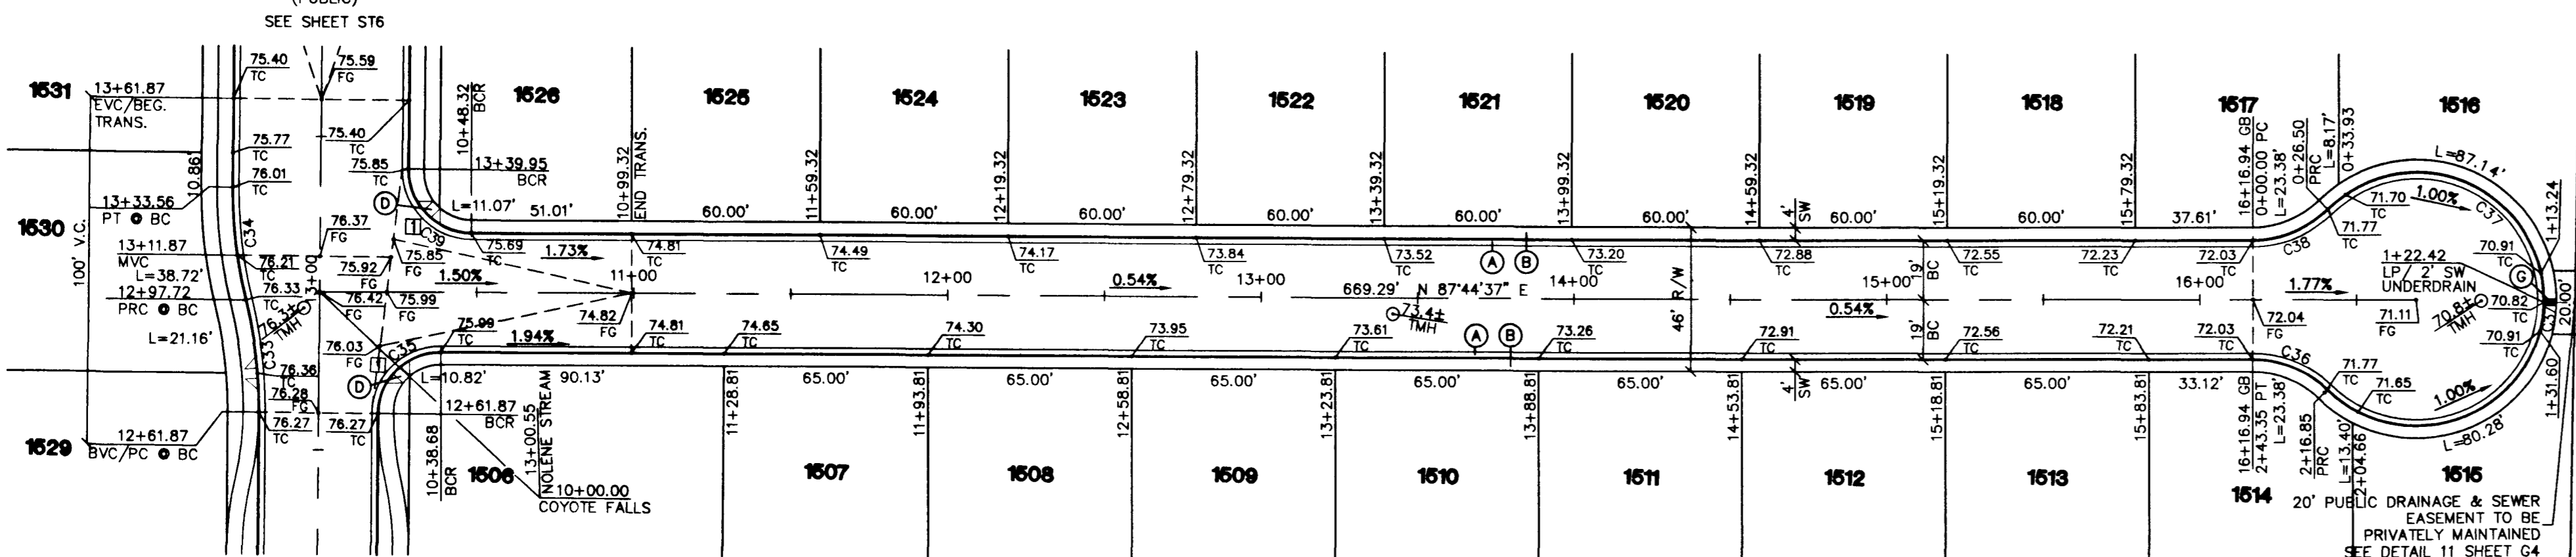 (PUBLIC)
SEE SHEET ST6
1531
13+61.87
EVC/BEG.
TRANS.
75.40
TC
75.59
FG
75.77
TC
75.40
TC
76.01
TC
75.85
TC
10.86'
13+39.95
BCR
10+48.32
BCR
1526
1525
1524
1523
1522
1521
1520
1519
1518
1517
1516
END TRANS.
10+99.32
11+59.32
12+19.32
12+79.32
13+39.32
13+99.32
14+59.32
15+19.32
15+79.32
16+16.94 GB
0+00.00 PC
L=23.38'
0+26.50
PRC
L=8.17'
0+33.93
L=87.14'
1+13.24
1530
13+33.56
PT @ BC
100' V.C.
C34
D
1
C39
L=11.07'
51.01'
60.00'
60.00'
60.00'
60.00'
60.00'
60.00'
60.00'
60.00'
37.61'
4'
SW
76.37
FG
75.69
TC
1.73%
74.81
TC
74.49
TC
74.17
TC
73.84
TC
73.52
TC
A
B
73.20
TC
72.88
TC
72.55
TC
72.23
TC
72.03
TC
C38
71.77
TC
71.70
TC
1.00%
C37
70.91
TC
13+11.87
MVC
76.21
TC
75.92
FG
75.85
FG
L=38.72'
76.33
TC
3+00
12+97.72
PRC @ BC
1.50%
76.42
FG
75.99
FG
11+00
12+00
0.54%
13+00
669.29' N 87°44'37" E
14+00
15+00
16+00
0.54%
46' R/W
19'
BC
19'
BC
1.77%
1+22.42
LP/ 2' SW
UNDERDRAIN
G
70.82
TC
20.00'
76.3±
TMH
74.82
FG
73.4±
TMH
72.04
FG
71.11
FG
70.8±
TMH
C37
70.91
TC
L=21.16'
C33
76.03
FG
75.99
TC
1.94%
74.81
TC
74.65
TC
74.30
TC
73.95
TC
73.61
TC
A
B
73.26
TC
72.91
TC
72.56
TC
72.21
TC
72.03
TC
C36
71.77
TC
71.65
TC
1.00%
76.36
TC
C35
1
D
L=10.82'
90.13'
65.00'
65.00'
65.00'
65.00'
65.00'
4'
SW
65.00'
65.00'
33.12'
76.28
FG
76.27
TC
76.27
TC
12+61.87
BCR
1529
12+61.87
BVC/PC @ BC
10+38.68
BCR
1506
13+00.55
NOLENE STREAM
10+00.00
COYOTE FALLS
11+28.81
1507
11+93.81
1508
12+58.81
1509
13+23.81
1510
13+88.81
1511
14+53.81
1512
15+18.81
1513
15+83.81
1514
16+16.94 GB
2+43.35 PT
L=23.38'
2+16.85
PRC
L=13.40'
2+04.66
L=80.28'
1+31.60
1515
20' PUBLIC DRAINAGE & SEWER
EASEMENT TO BE
PRIVATELY MAINTAINED
SEE DETAIL 11 SHEET G4